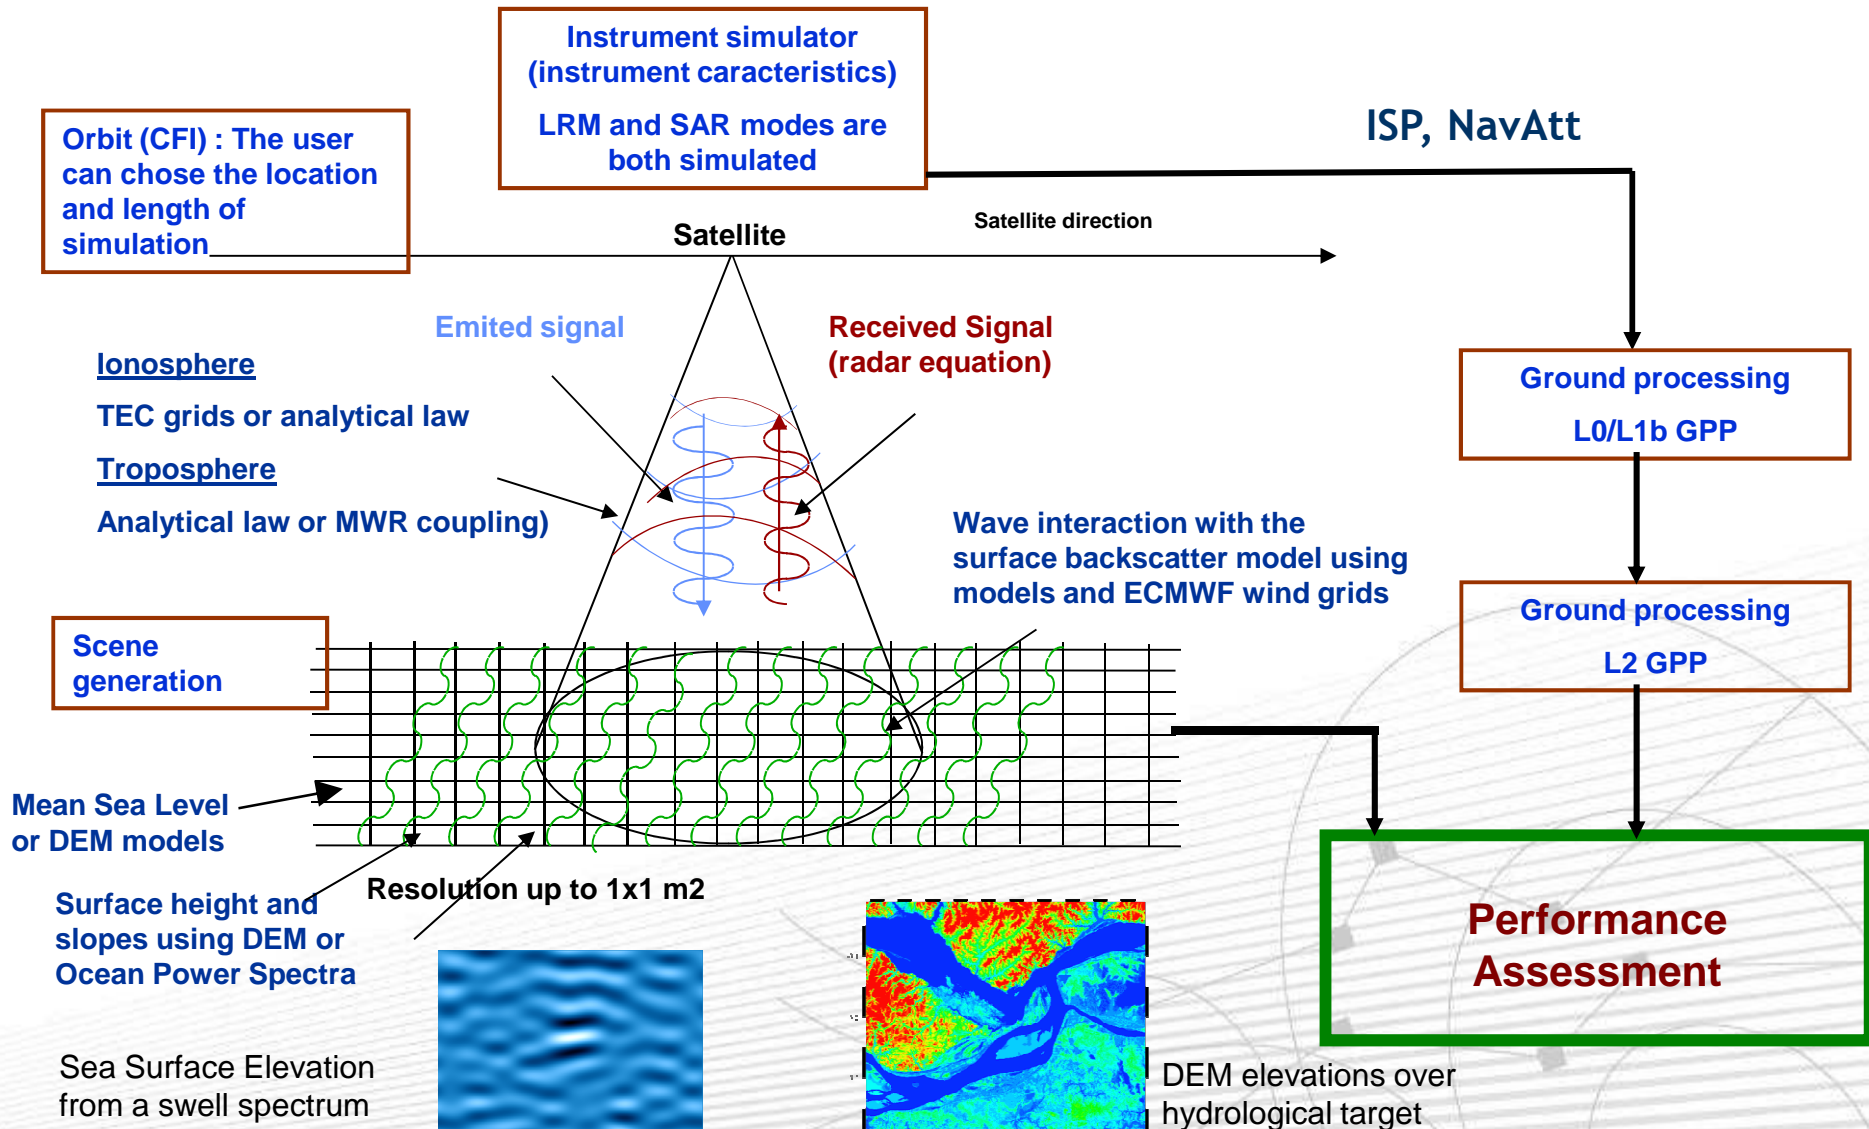 Instrument simulator
(instrument caracteristics)
LRM and SAR modes are
both simulated
ISP, NavAtt
Orbit (CFI) : The user
can chose the location
and length of
simulation
Satellite
Satellite direction
Emited signal
Received Signal
(radar equation)
Ionosphere
TEC grids or analytical law
Troposphere
Analytical law or MWR coupling)
Ground processing
L0/L1b GPP
Wave interaction with the
surface backscatter model using
models and ECMWF wind grids
Ground processing
L2 GPP
Scene
generation
Mean Sea Level
or DEM models
Surface height and
slopes using DEM or
Ocean Power Spectra
Resolution up to 1x1 m2
Performance
Assessment
Sea Surface Elevation
from a swell spectrum
DEM elevations over
hydrological target